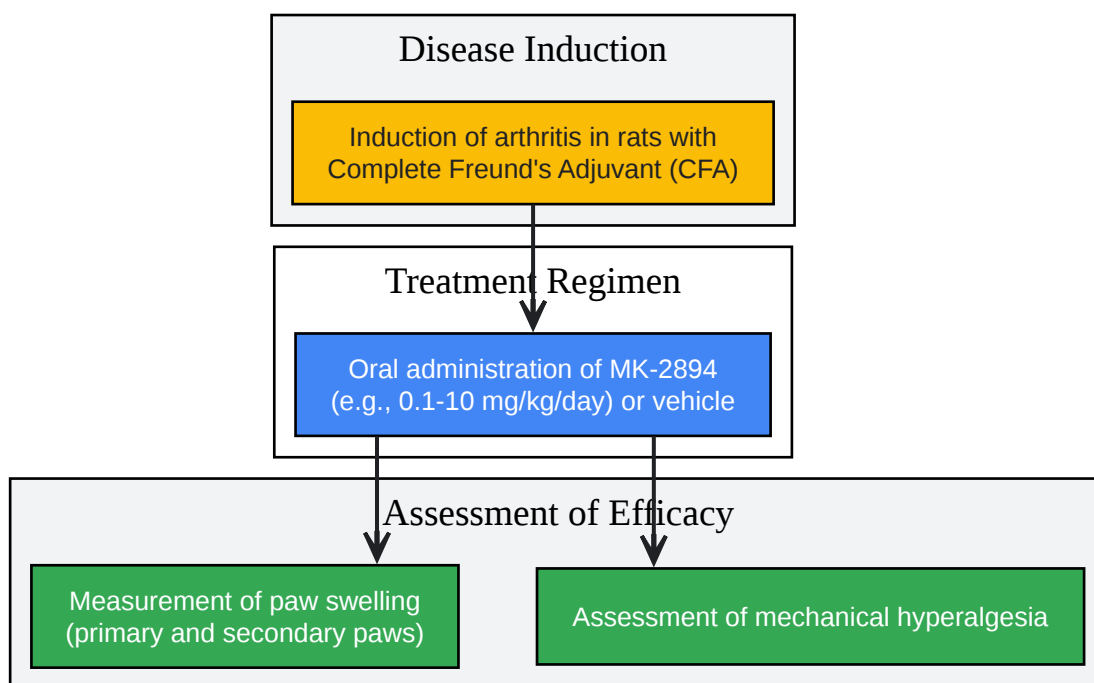 Disease Induction
Induction of arthritis in rats with
Complete Freund's Adjuvant (CFA)
Treatment Regimen
Oral administration of MK-2894
(e.g., 0.1-10 mg/kg/day) or vehicle
Assessment of Efficacy
Measurement of paw swelling
(primary and secondary paws)
Assessment of mechanical hyperalgesia